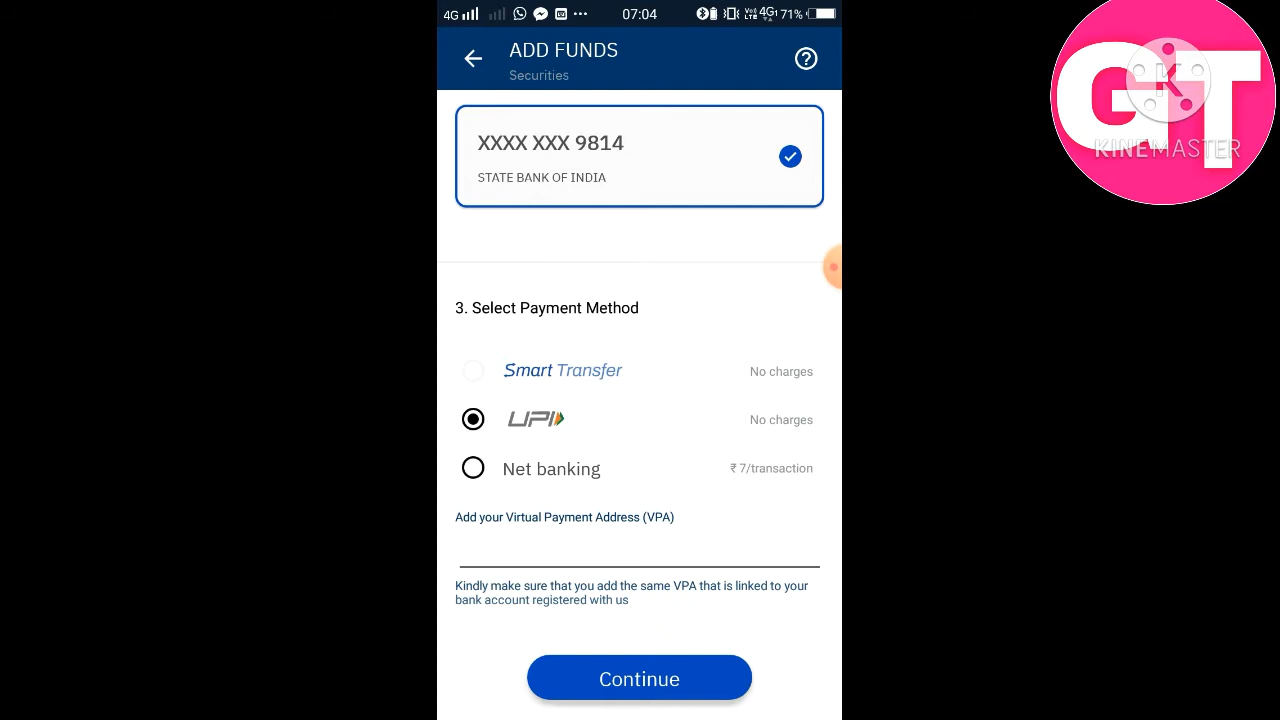 4G
07:04
4G
71%
ADD FUNDS
Securities
GT
K
KINEMASTER
XXXX XXX 9814
STATE BANK OF INDIA
3. Select Payment Method
Smart Transfer
No charges
UPI
No charges
Net banking
₹ 7/transaction
Add your Virtual Payment Address (VPA)
Kindly make sure that you add the same VPA that is linked to your
bank account registered with us
Continue